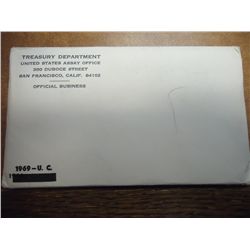 TREASURY DEPARTMENT
UNITED STATES ASSAY OFFICE
350 DUBOCE STREET
SAN FRANCISCO, CALIF. 94102
OFFICIAL BUSINESS
1969-U. C.